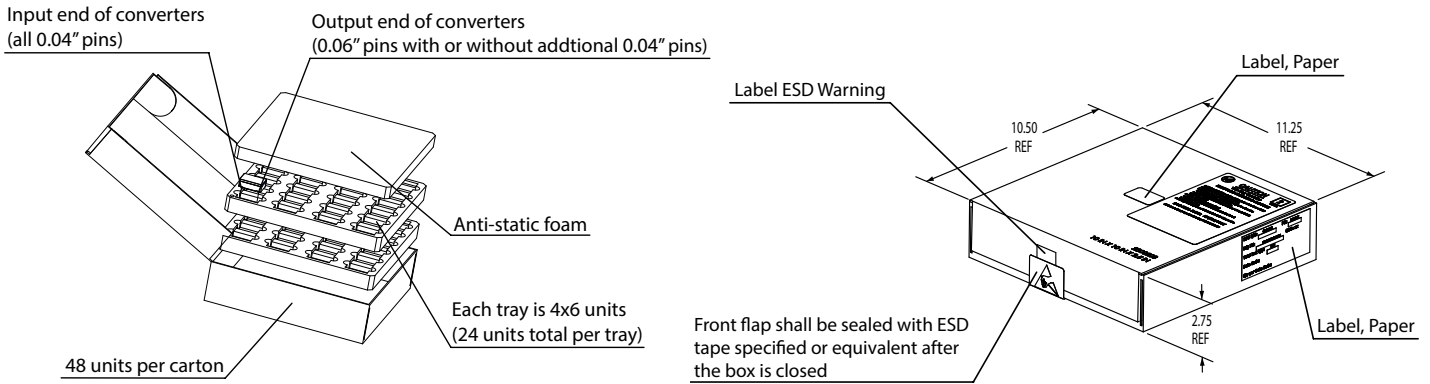 Input end of converters
(all 0.04” pins)
Output end of converters
(0.06” pins with or without addtional 0.04” pins)
Anti-static foam
Each tray is 4x6 units
(24 units total per tray)
48 units per carton
Label, Paper
Label ESD Warning
10.50
REF
11.25
REF
2.75
REF
Label, Paper
Front flap shall be sealed with ESD
tape specified or equivalent after
the box is closed